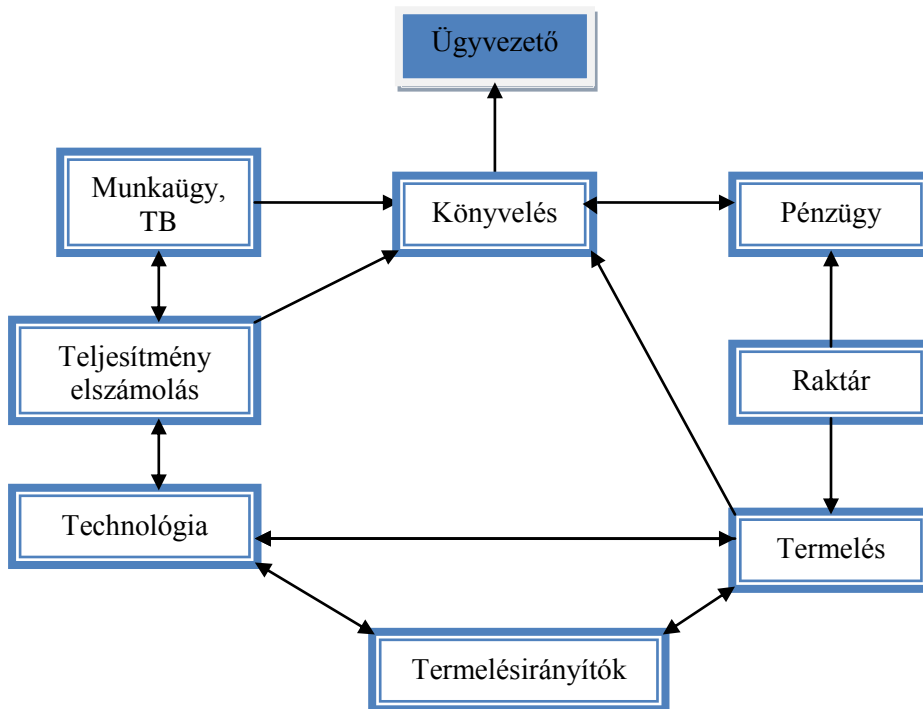 Ügyvezető
Munkaügy,
TB
Könyvelés
Pénzügy
Teljesítmény
elszámolás
Raktár
Technológia
Termelés
Termelésirányítók